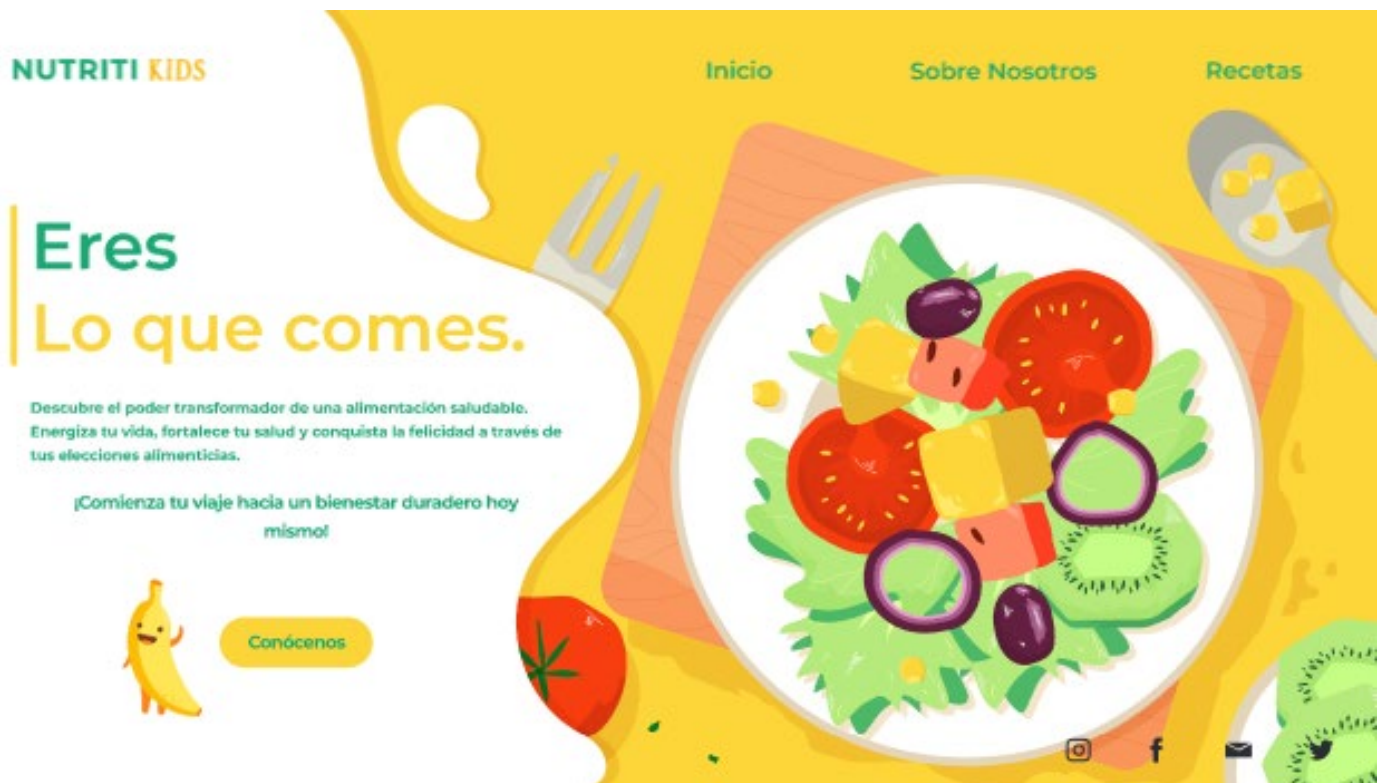 NUTRITI KIDS
Inicio
Sobre Nosotros
Recetas
Eres
Lo que comes.
Descubre el poder transformador de una alimentación saludable.
Energiza tu vida, fortalece tu salud y conquista la felicidad a través de
tus elecciones alimenticias.
¡Comienza tu viaje hacia un bienestar duradero hoy
mismo!
Conócenos